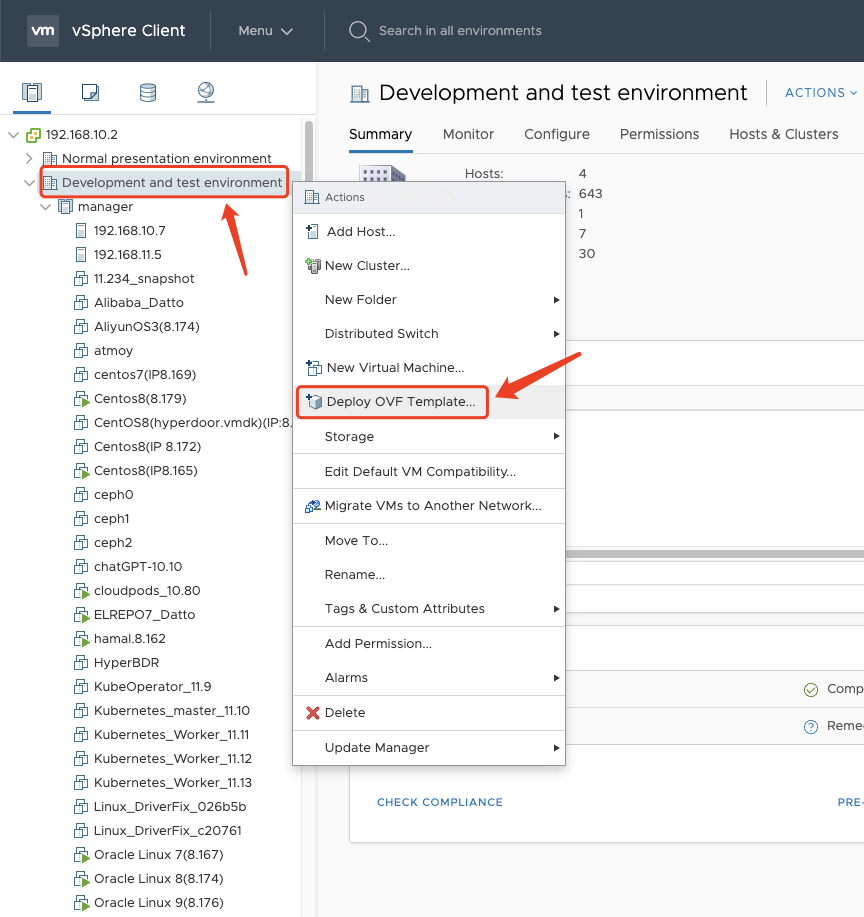 vm vSphere Client Menu Search in all environments
Development and test environment ACTIONS
Summary Monitor Configure Permissions Hosts & Clusters
192.168.10.2
Normal presentation environment
Development and test environment
manager
192.168.10.7
192.168.11.5
11.234_snapshot
Alibaba_Datto
AliyunOS3(8.174)
atmoy
centos7(IP8.169)
Centos8(8.179)
CentOS8(hyperdoor.vmdk)(IP:8.
Centos8(IP 8.172)
Centos8(IP8.165)
ceph0
ceph1
ceph2
chatGPT-10.10
cloudpods_10.80
ELREPO7_Datto
hamal.8.162
HyperBDR
KubeOperator_11.9
Kubernetes_master_11.10
Kubernetes_Worker_11.11
Kubernetes_Worker_11.12
Kubernetes_Worker_11.13
Linux_DriverFix_026b5b
Linux_DriverFix_c20761
Oracle Linux 7(8.167)
Oracle Linux 8(8.174)
Oracle Linux 9(8.176)
Hosts: 4
: 643
1
7
30
Actions
Add Host...
New Cluster...
New Folder
Distributed Switch
New Virtual Machine...
Deploy OVF Template...
Storage
Edit Default VM Compatibility...
Migrate VMs to Another Network...
Move To...
Rename...
Tags & Custom Attributes
Add Permission...
Alarms
Delete
Update Manager
Comp
Reme
CHECK COMPLIANCE PRE-